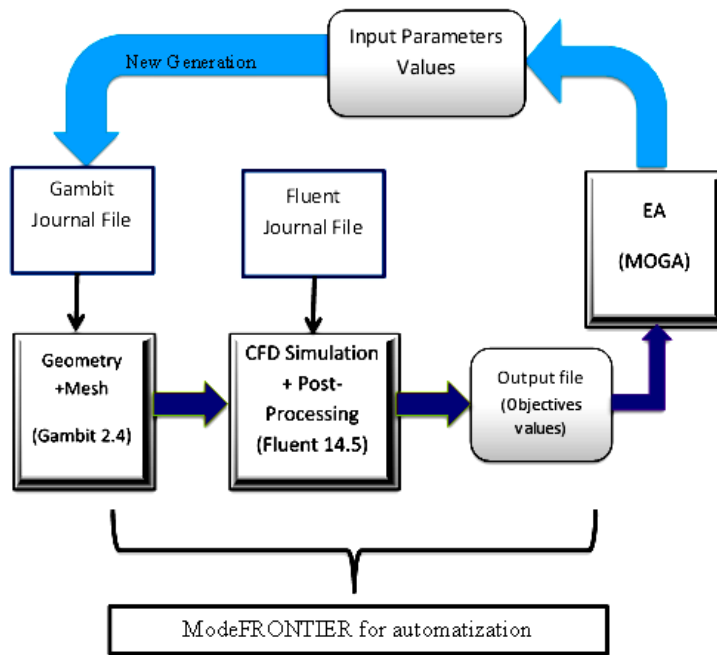 Input Parameters
Values
New Generation
Gambit
Journal File
Fluent
Journal File
EA
(MOGA)
Geometry
+Mesh
(Gambit 2.4)
CFD Simulation
+ Post-
Processing
(Fluent 14.5)
Output file
(Objectives
values)
ModeFRONTIER for automatization